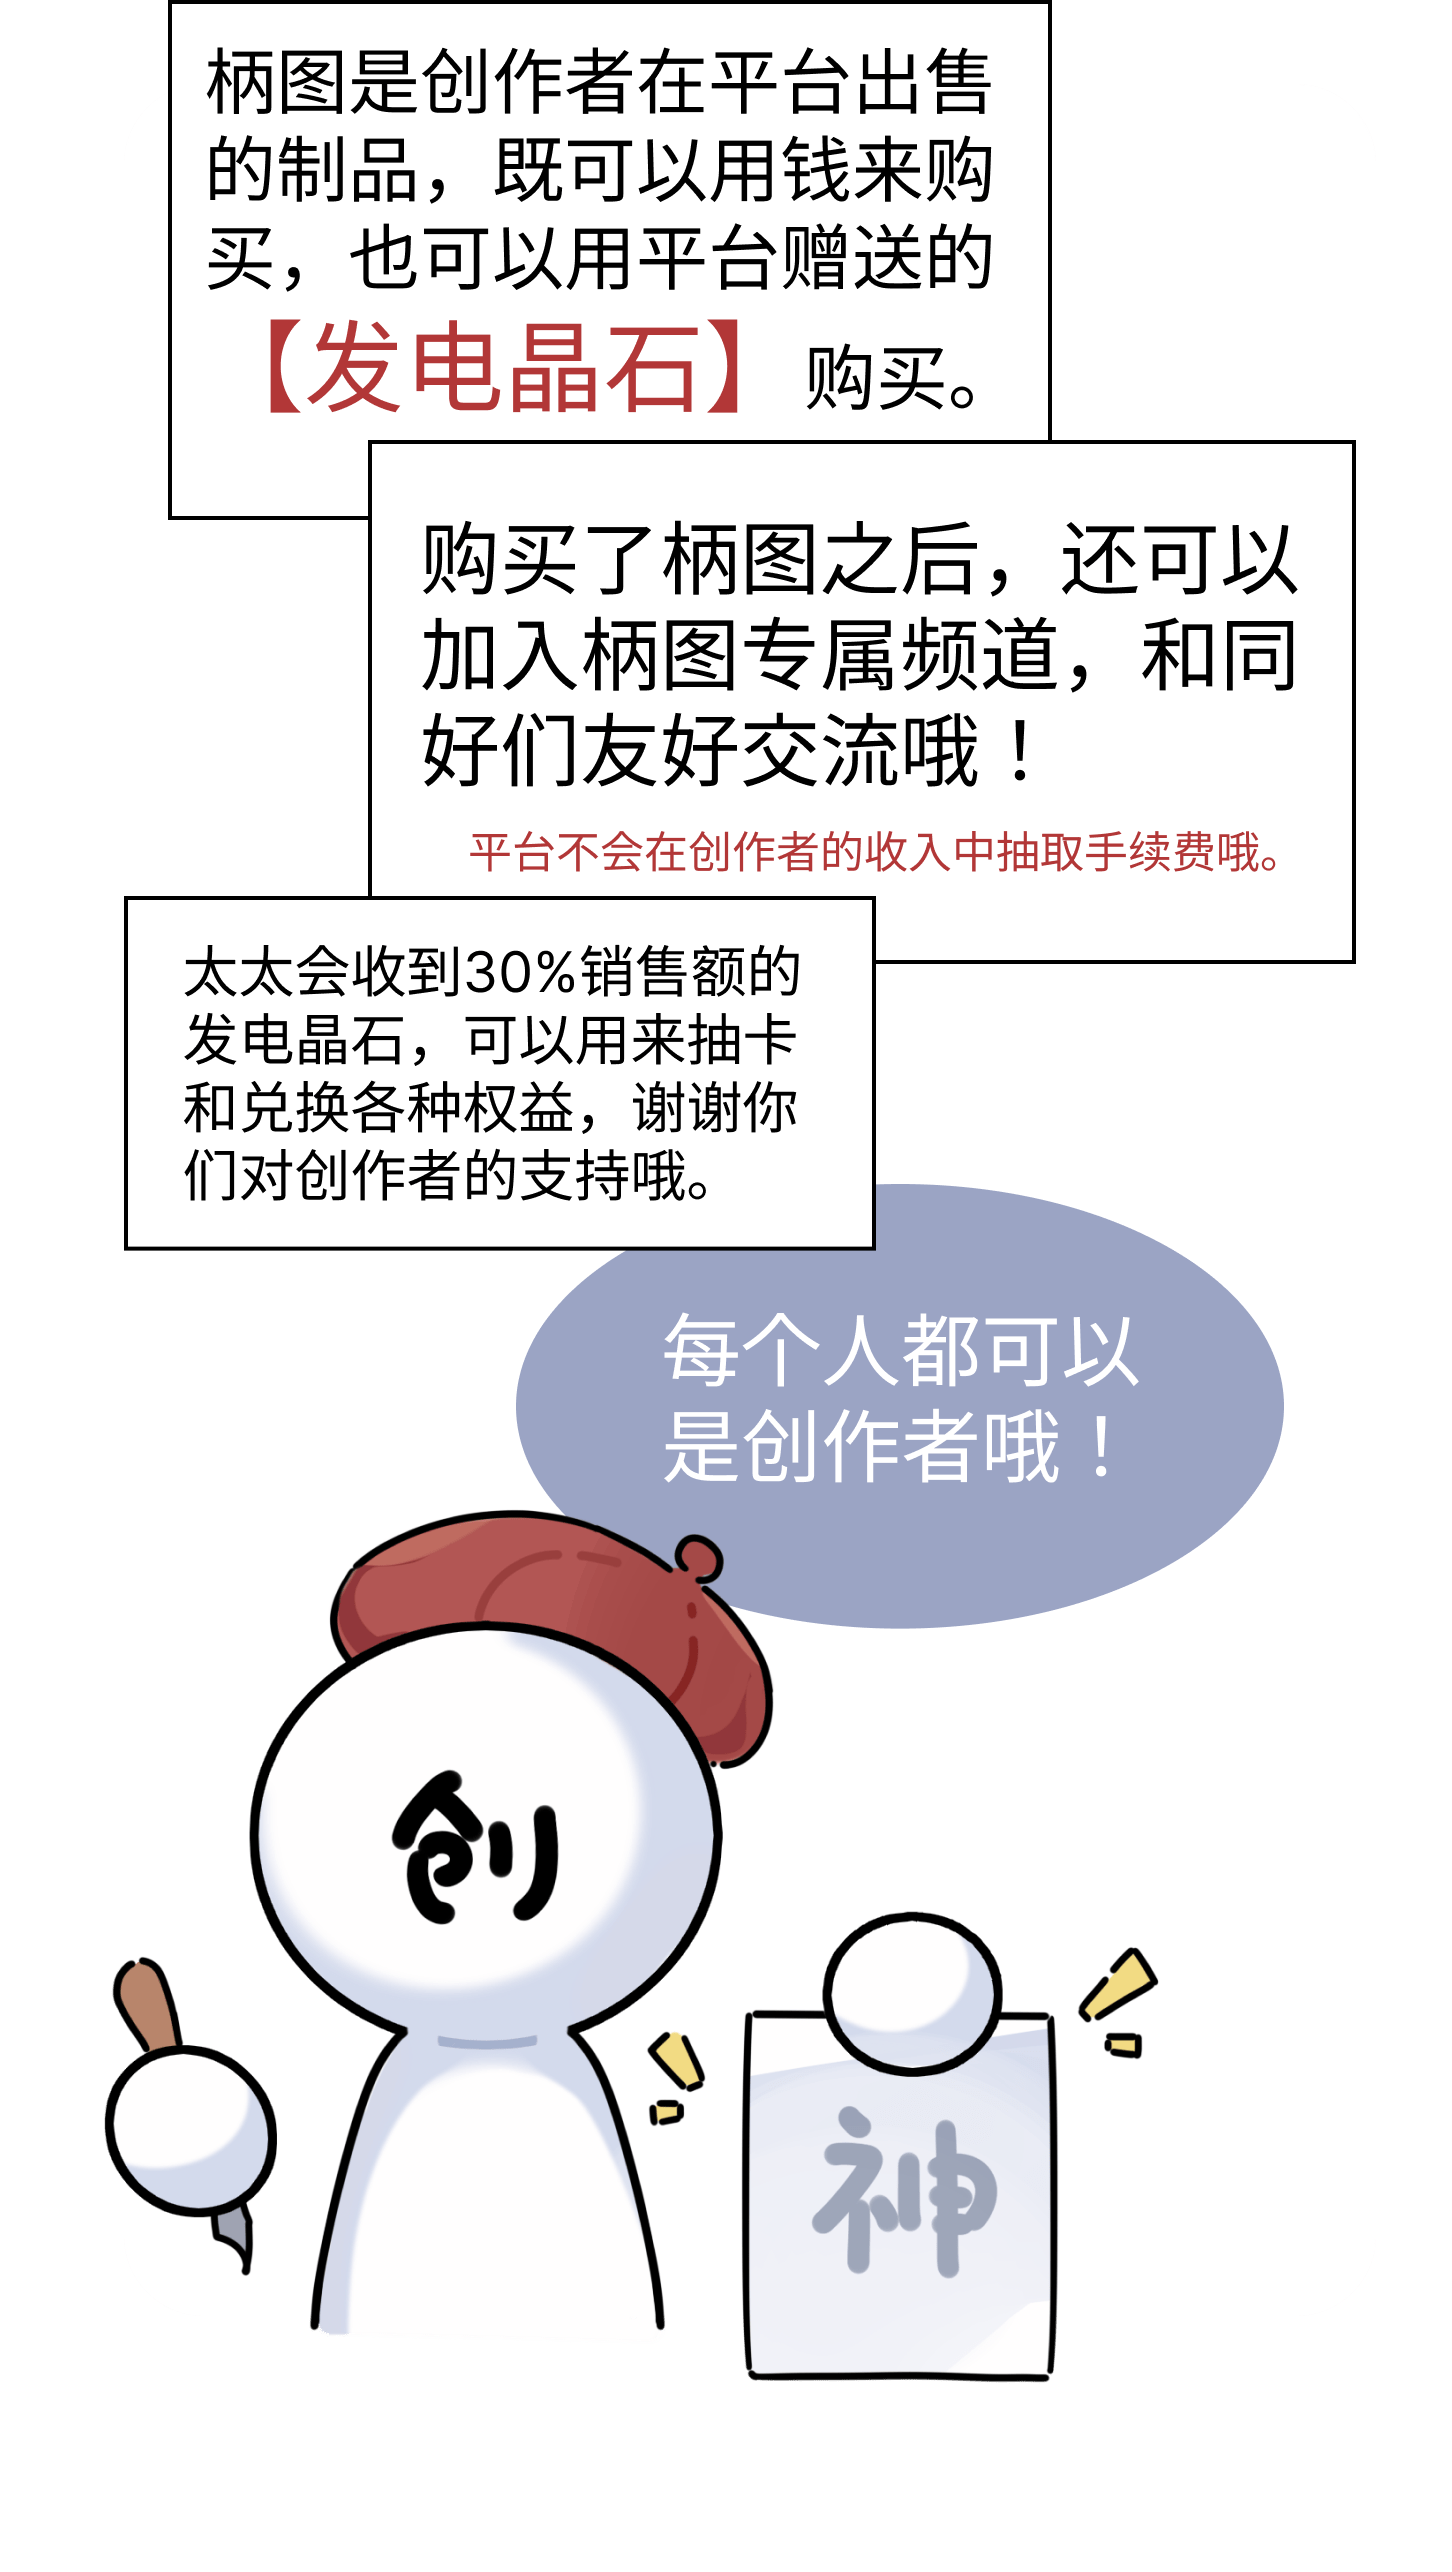 柄图是创作者在平台出售
的制品，既可以用钱来购
买，也可以用平台赠送的
【发电晶石】购买。
购买了柄图之后，还可以
加入柄图专属频道，和同
好们友好交流哦！
平台不会在创作者的收入中抽取手续费哦。
太太会收到30%销售额的
发电晶石，可以用来抽卡
和兑换各种权益，谢谢你
们对创作者的支持哦。
每个人都可以
是创作者哦！
创
神